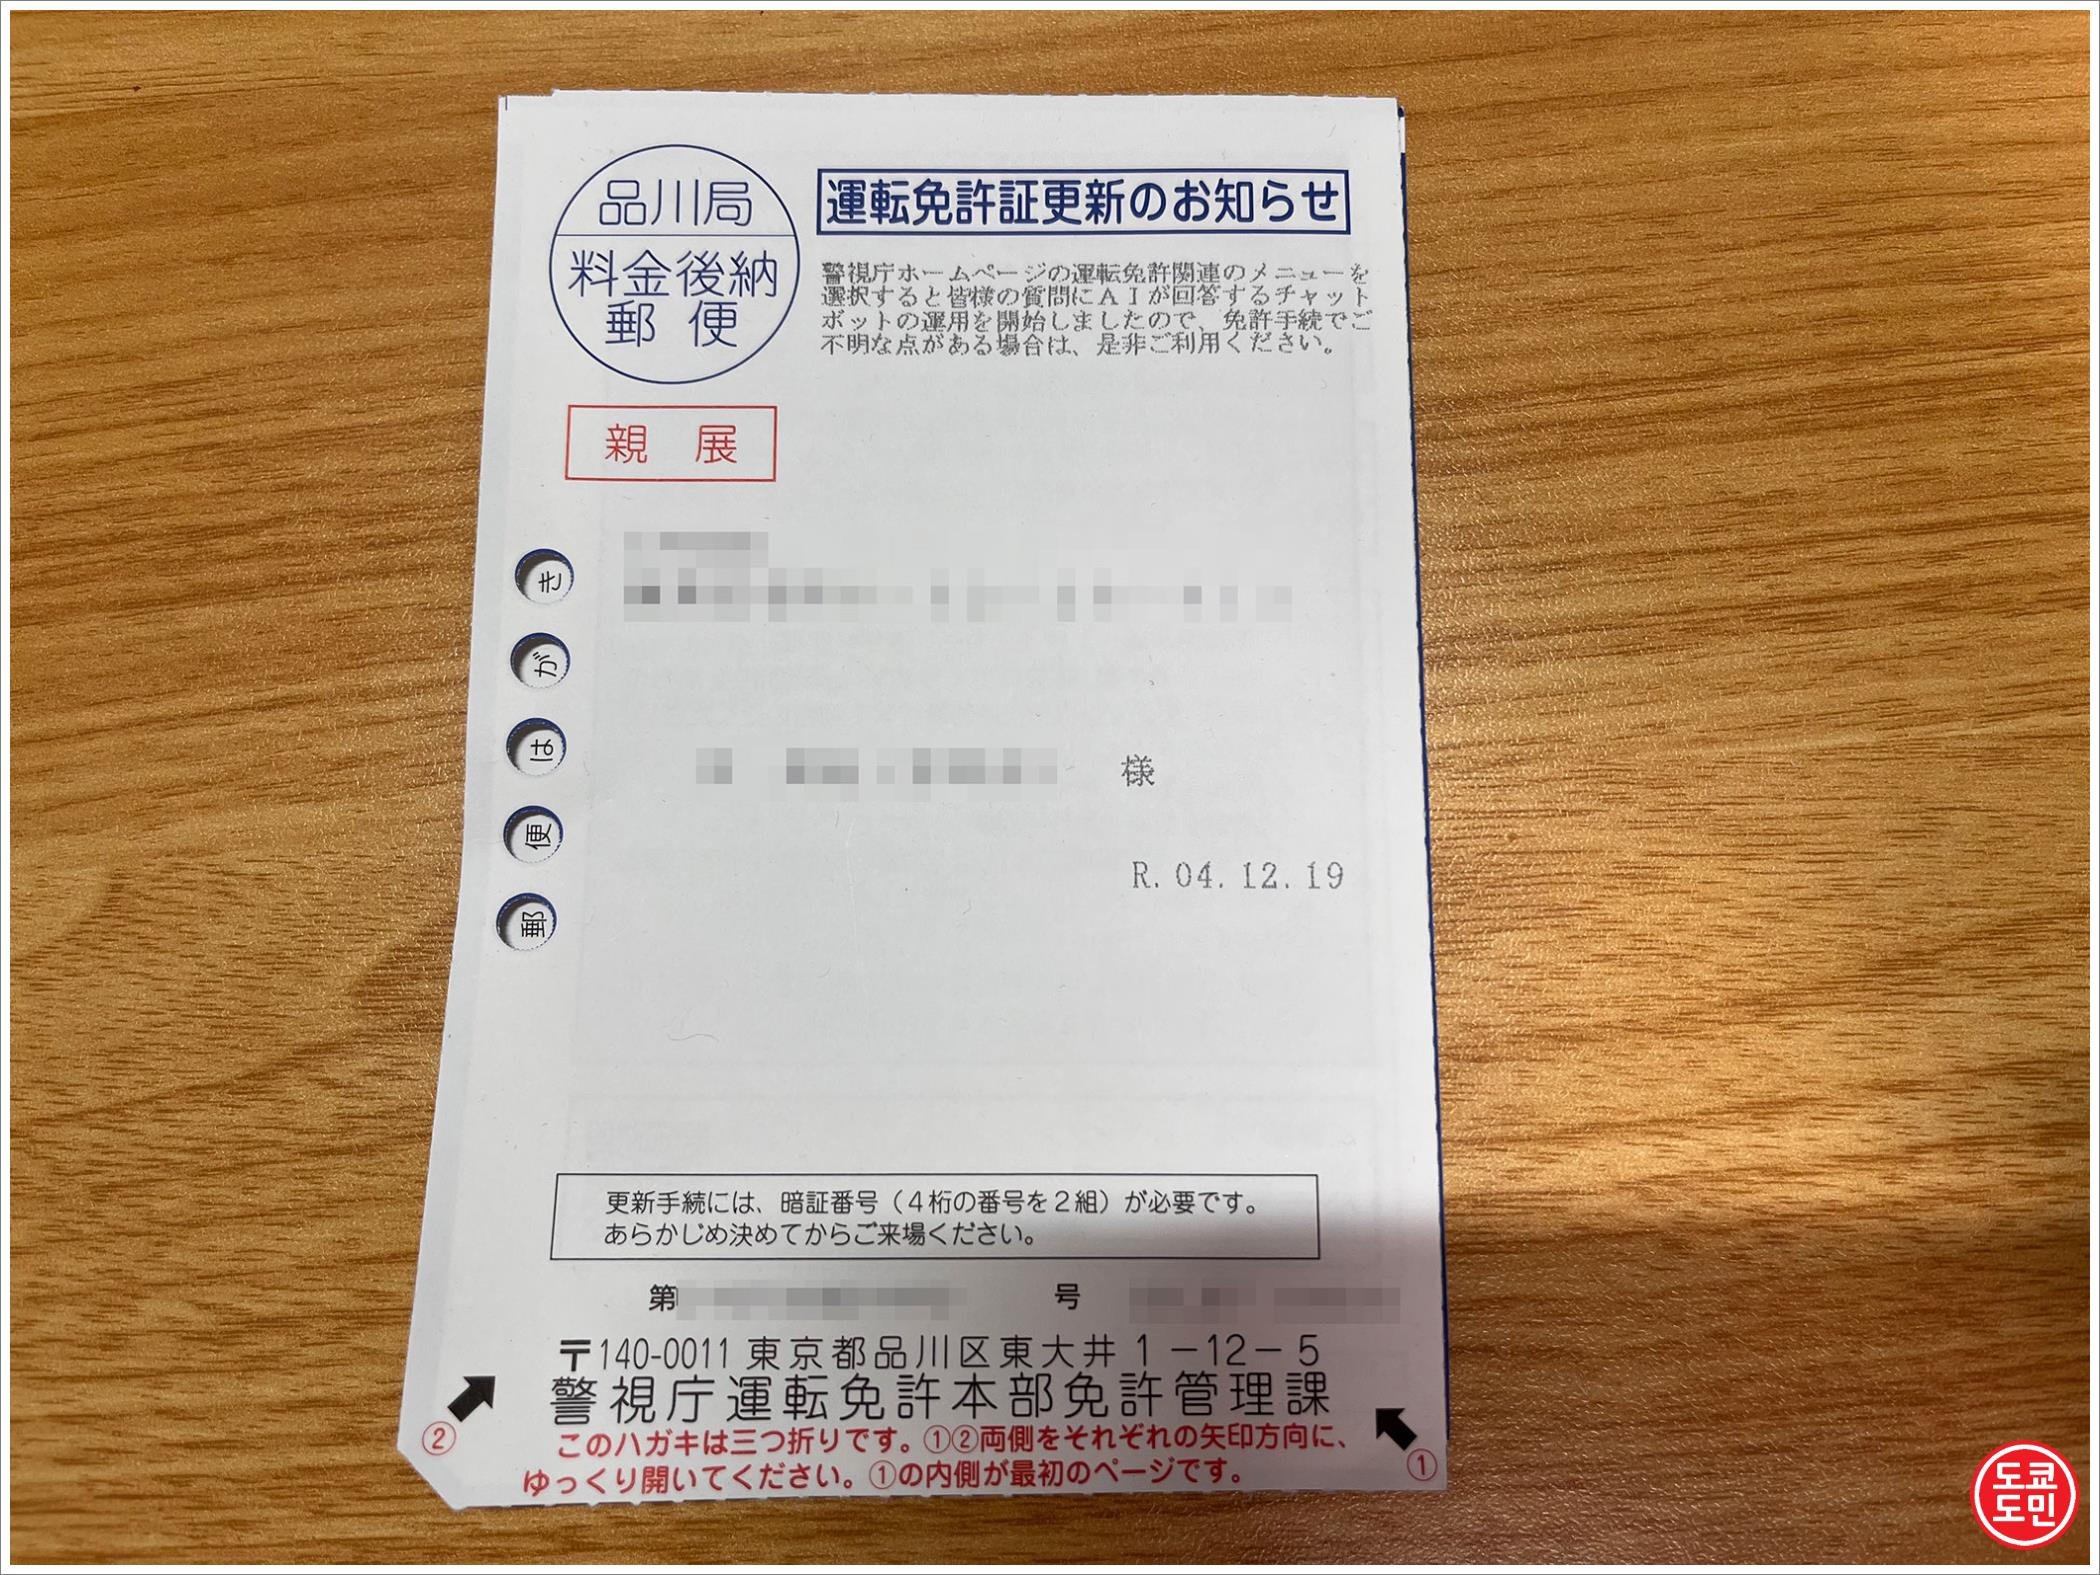 品川局
料金後納
郵便
運転免許証更新のお知らせ
警視庁ホームページの運転免許関連のメニューを
選択すると皆様の質問にAIが回答するチャット
ボットの運用を開始しましたので、免許手続でご
不明な点がある場合は、是非ご利用ください。
親展
郵便はがき
様
R.04.12.19
更新手続には、暗証番号（4桁の番号を2組）が必要です。
あらかじめ決めてからご来場ください。
第 号
〒140-0011 東京都品川区東大井1－12－5
警視庁運転免許本部免許管理課
このハガキは三つ折りです。①②両側をそれぞれの矢印方向に、
ゆっくり開いてください。①の内側が最初のページです。
②
①
도쿄
도민